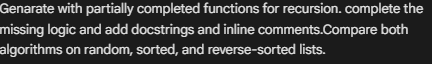 Genarate with partially completed functions for recursion. complete the
missing logic and add docstrings and inline comments.Compare both
algorithms on random, sorted, and reverse-sorted lists.